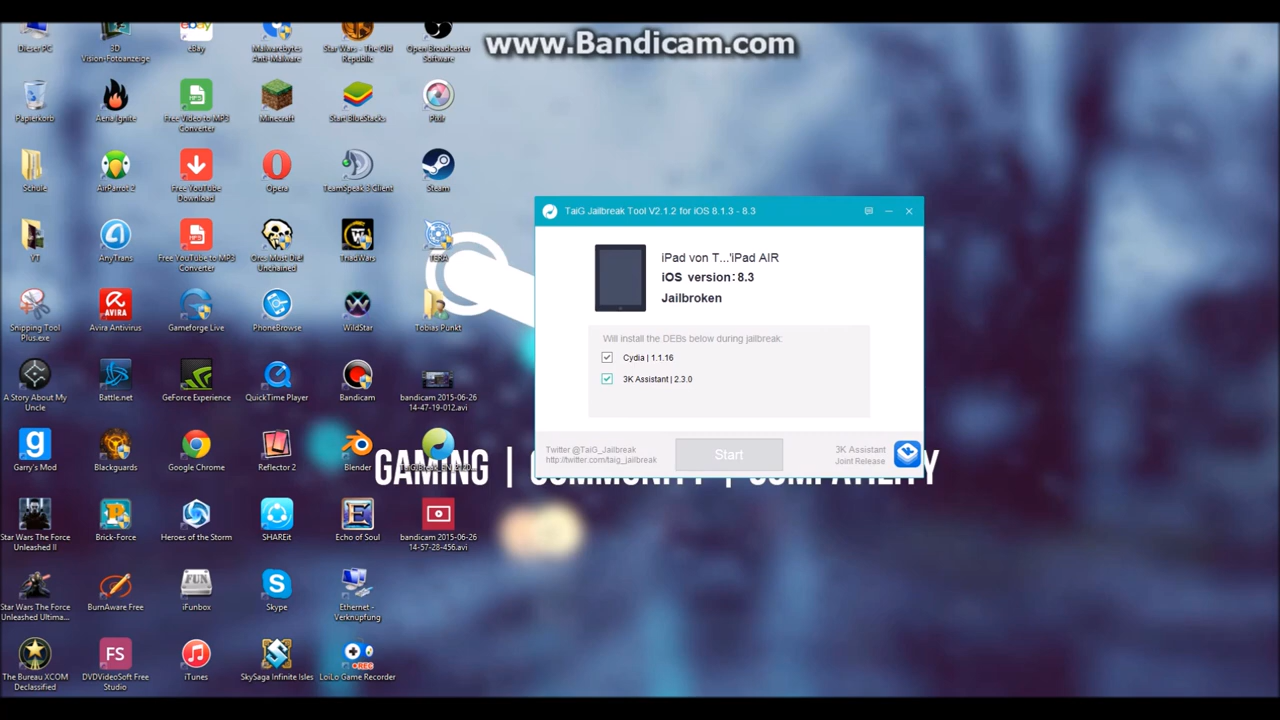 www.Bandicam.com
Dieser PC
3D
Vision-Fotoanzeige
eBay
Malwarebytes
Anti-Malware
Star Wars - The Old
Republic
Open Broadcaster
Software
Papierkorb
Aeria Ignite
Free Video to MP3
Converter
Minecraft
Start BlueStacks
Pixlr
Schule
AirParrot 2
Free YouTube
Download
Opera
TeamSpeak 3 Client
Steam
YT
AnyTrans
Free YouTube to MP3
Converter
Orcs Must Die!
Unchained
TriadWars
TERA
Snipping Tool
Plus.exe
Avira Antivirus
Gameforge Live
PhoneBrowse
WildStar
Tobias Punkt
A Story About My
Uncle
Battle.net
GeForce Experience
QuickTime Player
Bandicam
bandicam 2015-06-26
14-47-19-012.avi
Garry's Mod
Blackguards
Google Chrome
Reflector 2
Blender
Star Wars The Force
Unleashed II
Brick-Force
Heroes of the Storm
SHAREit
Echo of Soul
bandicam 2015-06-26
14-57-28-456.avi
Star Wars The Force
Unleashed Ultima...
BurnAware Free
iFunbox
Skype
Ethernet -
Verknüpfung
The Bureau XCOM
Declassified
DVDVideoSoft Free
Studio
iTunes
SkySaga Infinite Isles
LoiLo Game Recorder
TaiG Jailbreak Tool V2.1.2 for iOS 8.1.3 - 8.3
iPad von T...'iPad AIR
iOS version: 8.3
Jailbroken
Will install the DEBs below during jailbreak:
Cydia | 1.1.16
3K Assistant | 2.3.0
Twitter @TaiG_Jailbreak
http://twitter.com/taig_jailbreak
Start
3K Assistant
Joint Release
GAMING |